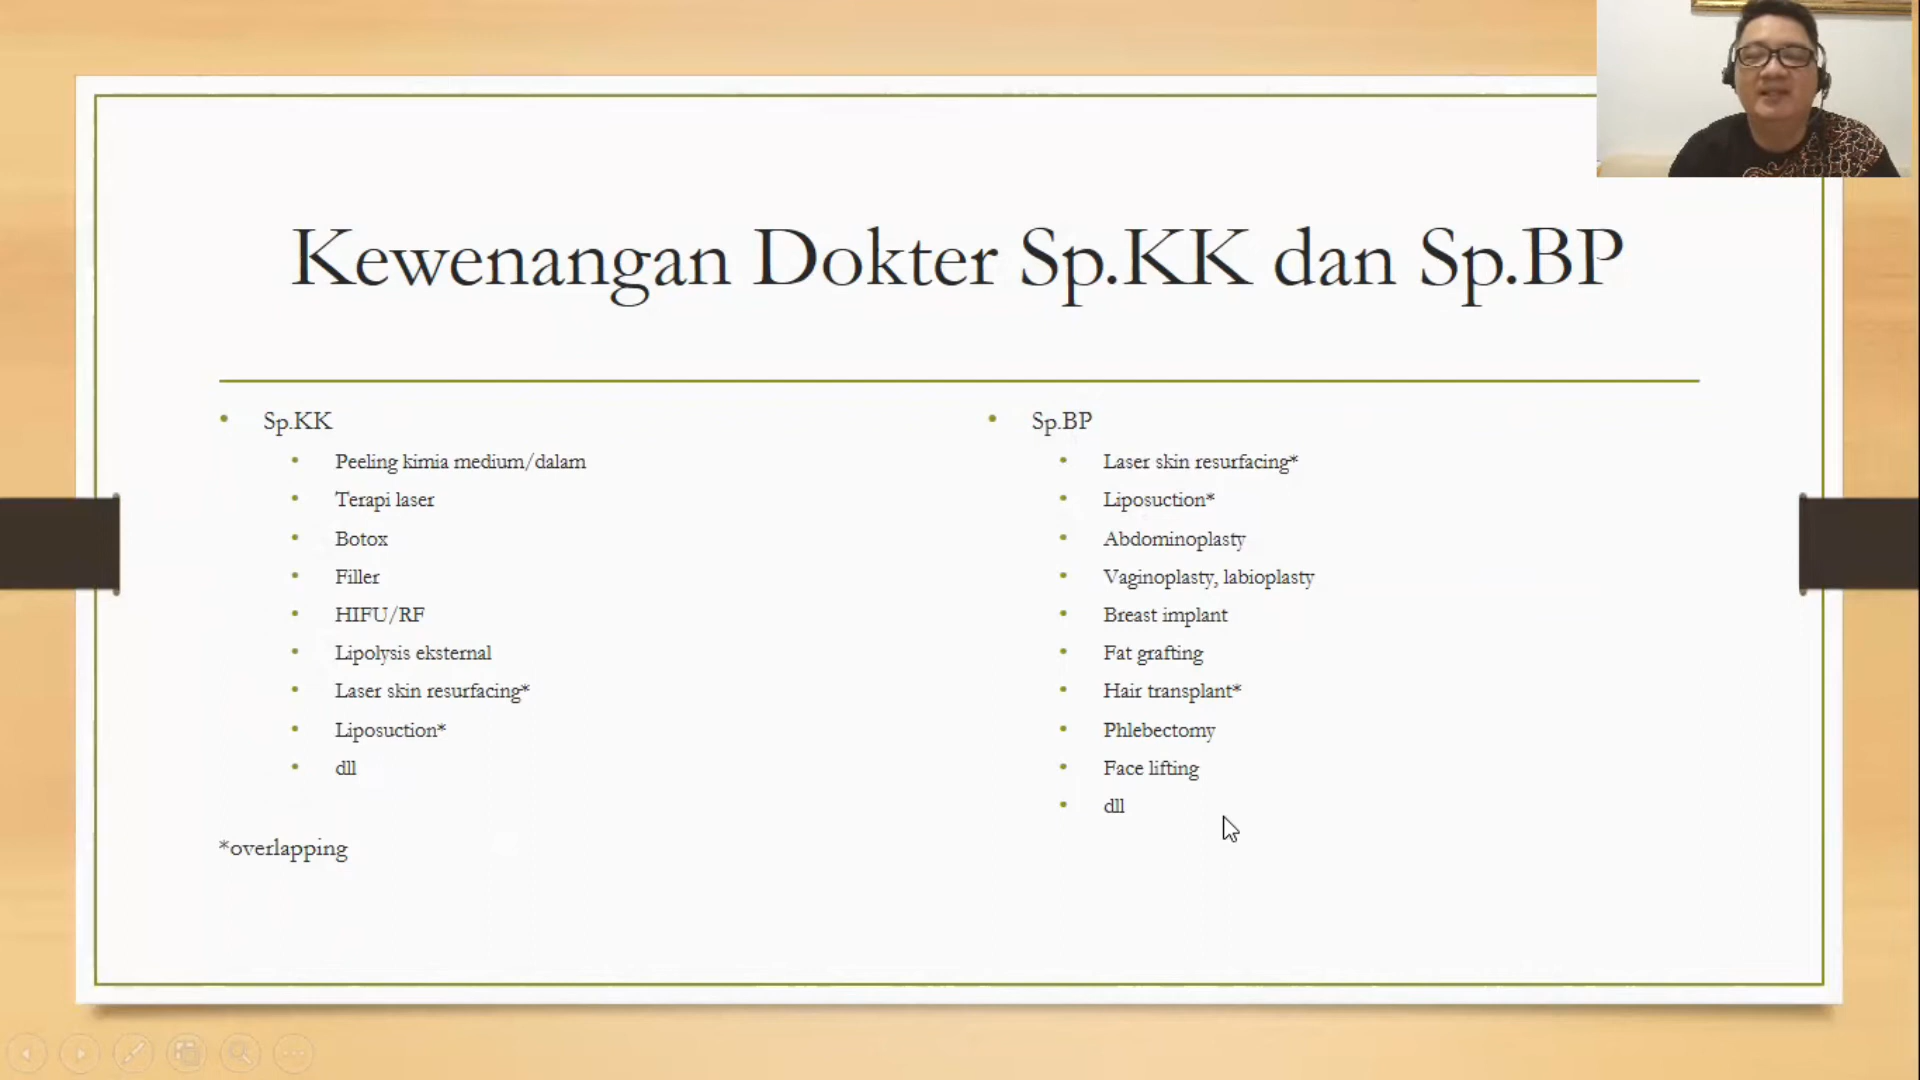 Kewenangan Dokter Sp.KK dan Sp.BP
Sp.KK
Peeling kimia medium/dalam
Terapi laser
Botox
Filler
HIFU/RF
Lipolysis eksternal
Laser skin resurfacing*
Liposuction*
dll
*overlapping
Sp.BP
Laser skin resurfacing*
Liposuction*
Abdominoplasty
Vaginoplasty, labioplasty
Breast implant
Fat grafting
Hair transplant*
Phlebectomy
Face lifting
dll